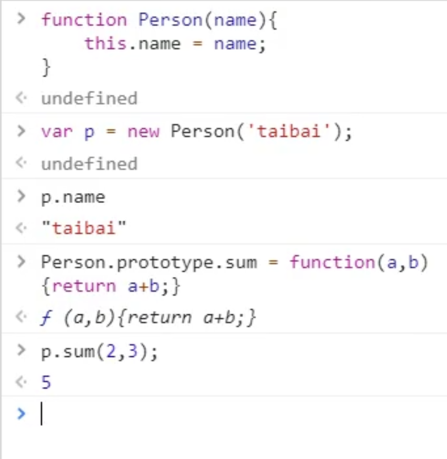 > function Person(name){
    this.name = name;
}
<· undefined
> var p = new Person('taibai');
<· undefined
> p.name
<· "taibai"
> Person.prototype.sum = function(a,b)
{return a+b;}
<· ƒ (a,b){return a+b;}
> p.sum(2,3);
<· 5
>